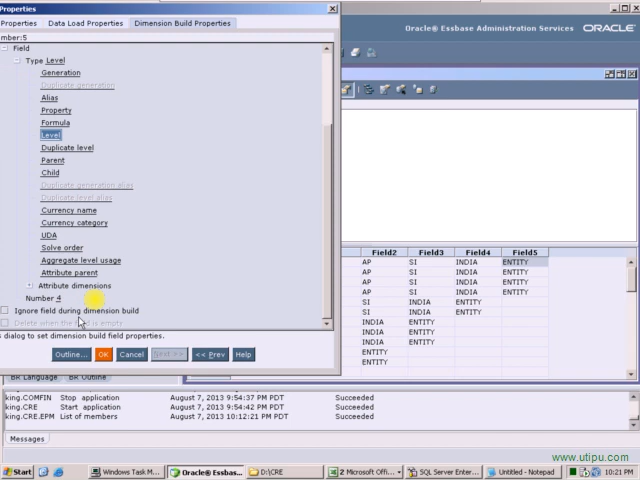 Properties
Properties Data Load Properties Dimension Build Properties
mber:5
Field
Type Level
Generation
Duplicate generation
Alias
Property
Formula
Level
Duplicate level
Parent
Child
Duplicate generation alias
Duplicate level alias
Currency name
Currency category
UDA
Solve order
Aggregate level usage
Attribute parent
Attribute dimensions
Number 4
Ignore field during dimension build
Delete when the field is empty
s dialog to set dimension build field properties.
Outline... OK Cancel Next >> << Prev Help
Oracle® Essbase Administration Services ORACLE
Field2 Field3 Field4 Field5
AP SI INDIA ENTITY
AP SI INDIA ENTITY
AP SI INDIA ENTITY
AP SI INDIA ENTITY
SI INDIA ENTITY
SI INDIA ENTITY
INDIA ENTITY
INDIA ENTITY
INDIA ENTITY
ENTITY
ENTITY
BR Language BR Outline
king.COMFIN Stop application August 7, 2013 9:54:37 PM PDT Succeeded
king.CRE Start application August 7, 2013 9:54:42 PM PDT Succeeded
king.CRE.EPM List of members August 7, 2013 10:12:21 PM PDT Succeeded
Messages
www.utipu.com
Start Windows Task M... Oracle® Essbas... D:\CRE 2 Microsoft Offi... SQL Server Enter... Untitled - Notepad 10:21 PM